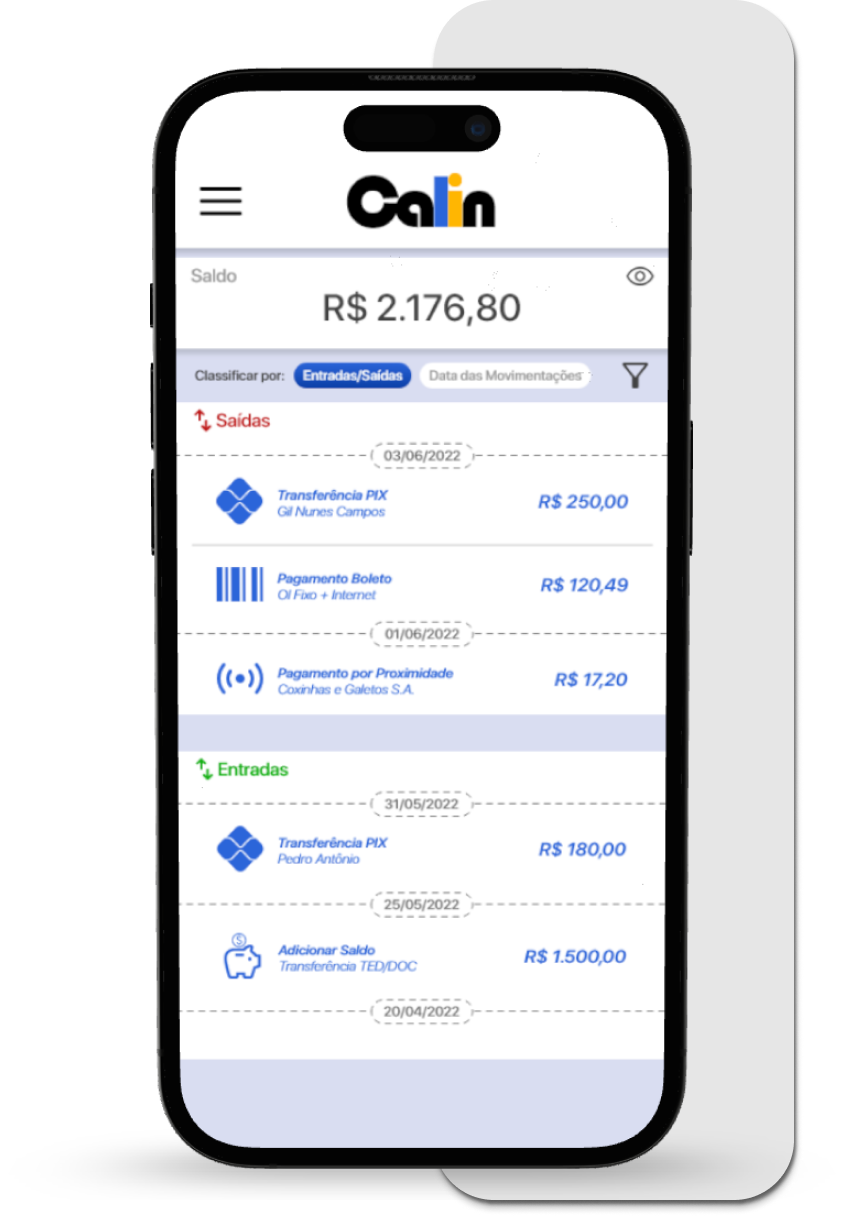 Calin
Saldo
R$ 2.176,80
Classificar por: Entradas/Saídas Data das Movimentações
Saídas
03/06/2022
Transferência PIX
Gil Nunes Campos
R$ 250,00
Pagamento Boleto
OI Fixo + Internet
R$ 120,49
01/06/2022
Pagamento por Proximidade
Coxinhas e Galetos S.A.
R$ 17,20
Entradas
31/05/2022
Transferência PIX
Pedro Antônio
R$ 180,00
25/05/2022
Adicionar Saldo
Transferência TED/DOC
R$ 1.500,00
20/04/2022